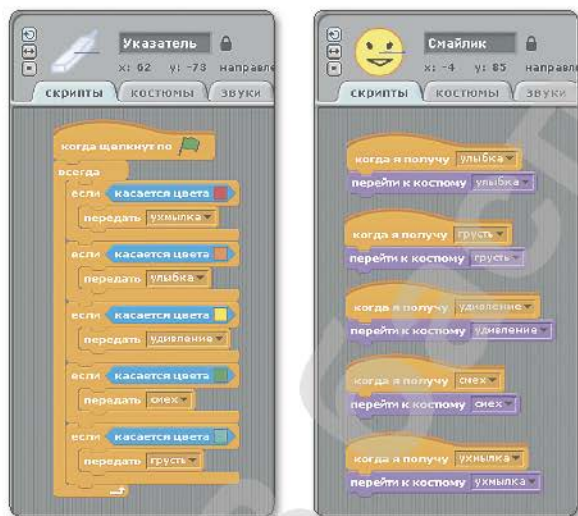 Указатель
x: 62 y: -73 направле
скрипты костюмы звуки
когда щелкнут по
всегда
если касается цвета
передать ухмылка
если касается цвета
передать улыбка
если касается цвета
передать удивление
если касается цвета
передать смех
если касается цвета
передать грусть
Смайлик
x: -4 y: 85 направле
скрипты костюмы звуки
когда я получу улыбка
перейти к костюму улыбка
когда я получу грусть
перейти к костюму грусть
когда я получу удивление
перейти к костюму удивление
когда я получу смех
перейти к костюму смех
когда я получу ухмылка
перейти к костюму ухмылка